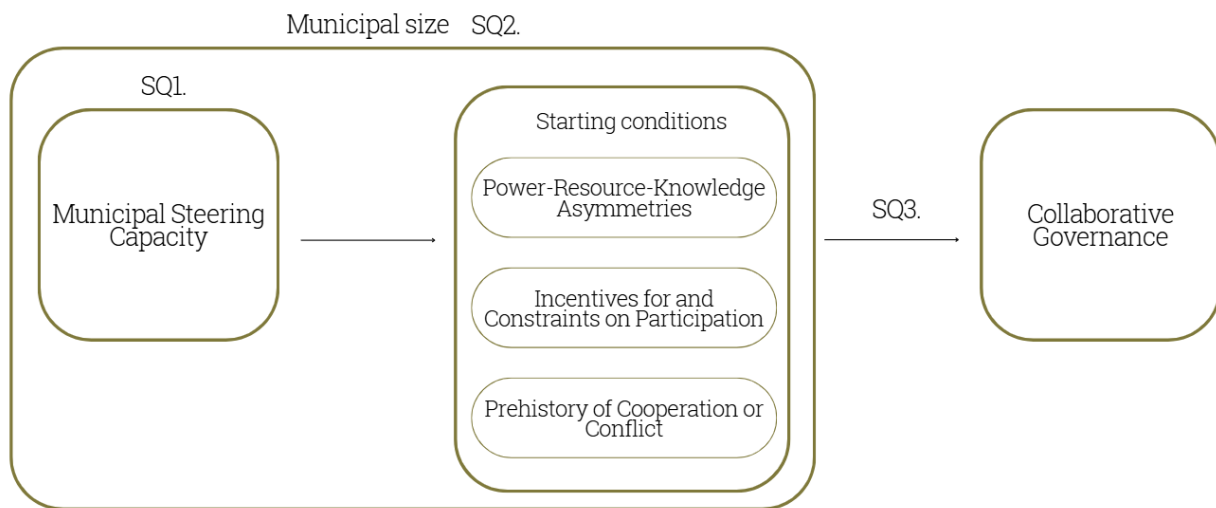 Municipal size SQ2.
SQ1.
Municipal Steering
Capacity
Starting conditions
Power-Resource-Knowledge
Asymmetries
Incentives for and
Constraints on Participation
Prehistory of Cooperation or
Conflict
SQ3.
Collaborative
Governance